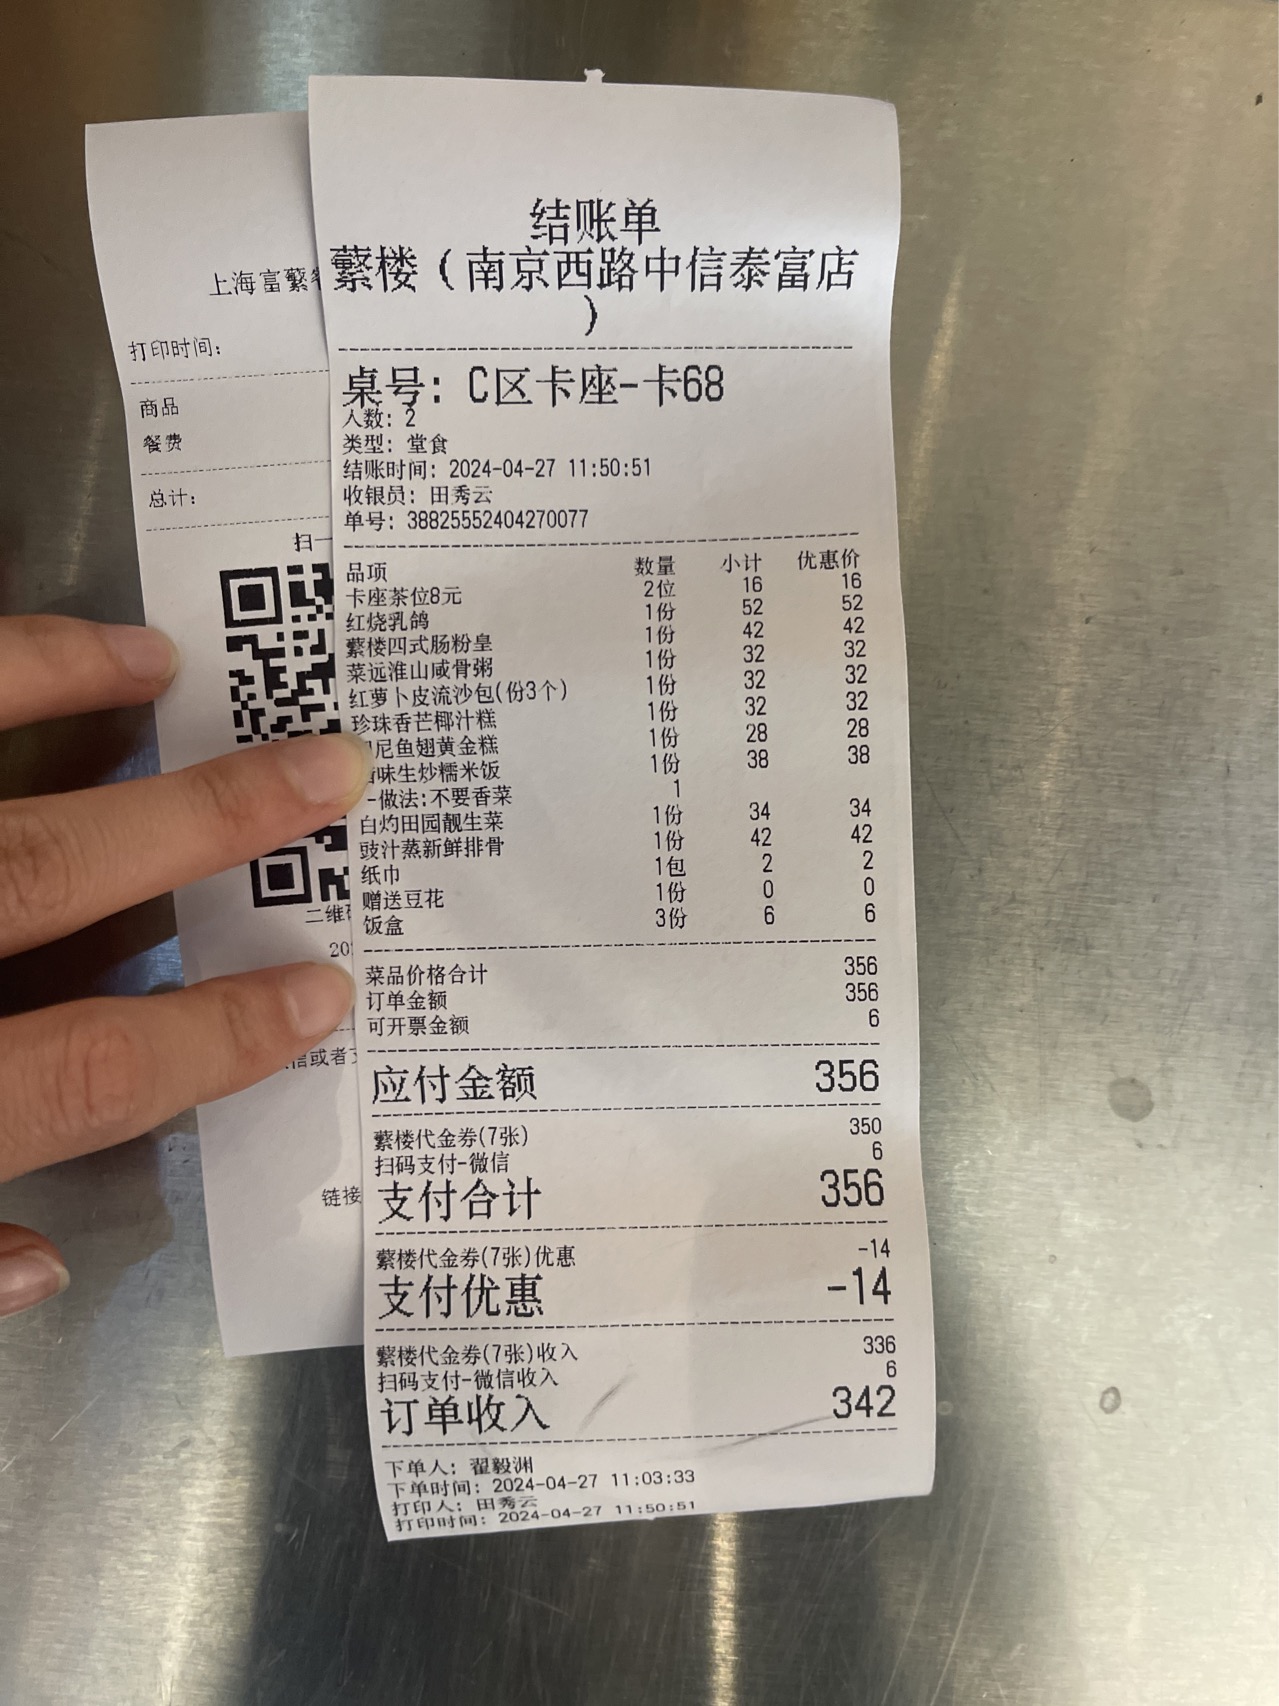 结账单
蘩楼（南京西路中信泰富店
）
桌号: C区卡座-卡68
人数: 2
类型: 堂食
结账时间: 2024-04-27 11:50:51
收银员: 田秀云
单号: 38825552404270077
品项 数量 小计 优惠价
卡座茶位8元 2位 16 16
红烧乳鸽 1份 52 52
蘩楼四式肠粉皇 1份 42 42
菜远淮山咸骨粥 1份 32 32
红萝卜皮流沙包(份3个) 1份 32 32
珍珠香芒椰汁糕 1份 32 32
尼鱼翅黄金糕 1份 28 28
味生炒糯米饭 1份 38 38
-做法:不要香菜 1
白灼田园靓生菜 1份 34 34
豉汁蒸新鲜排骨 1份 42 42
纸巾 1包 2 2
赠送豆花 1份 0 0
饭盒 3份 6 6
菜品价格合计 356
订单金额 356
可开票金额 6
应付金额 356
蘩楼代金券(7张) 350
扫码支付-微信 6
支付合计 356
蘩楼代金券(7张)优惠 -14
支付优惠 -14
蘩楼代金券(7张)收入 336
扫码支付-微信收入 6
订单收入 342
下单人: 翟毅渊
下单时间: 2024-04-27 11:03:33
打印人: 田秀云
打印时间: 2024-04-27 11:50:51
上海富蘩
打印时间:
商品
餐费
总计:
扫一
二维
20
信或者
链接